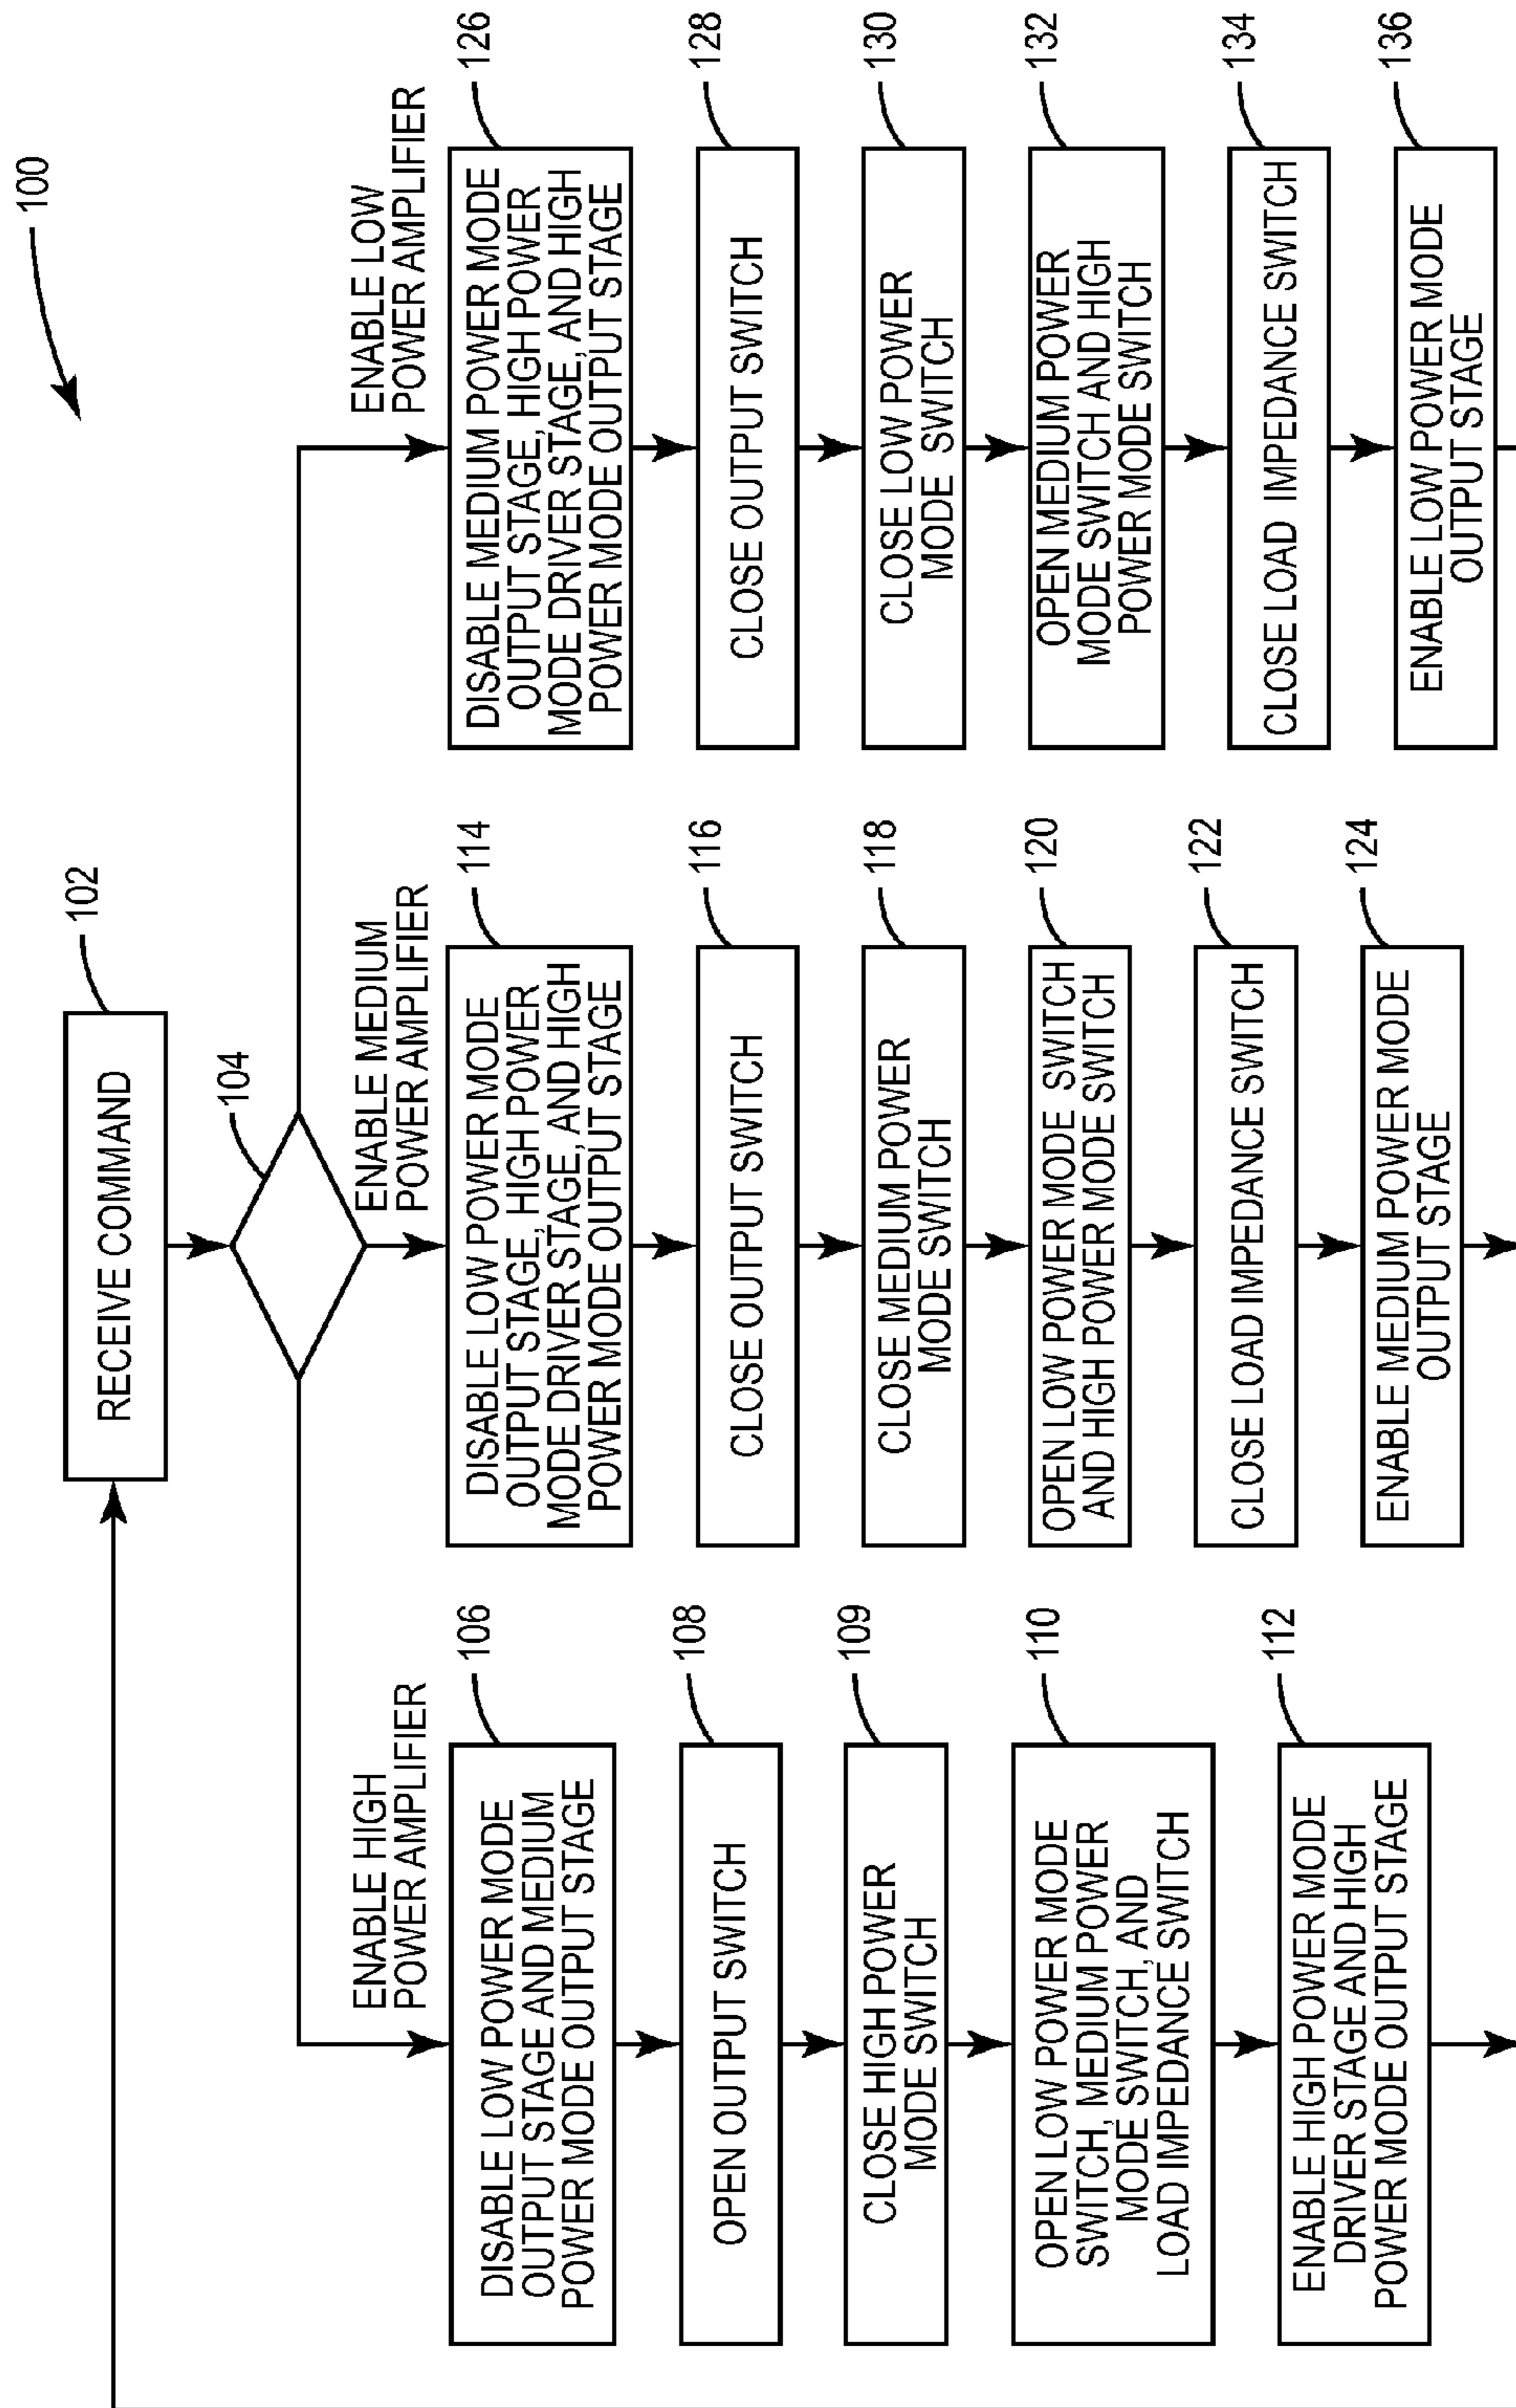 100
RECEIVE COMMAND
102
104
ENABLE HIGH
POWER AMPLIFIER
DISABLE LOW POWER MODE
OUTPUT STAGE AND MEDIUM
POWER MODE OUTPUT STAGE
106
OPEN OUTPUT SWITCH
108
CLOSE HIGH POWER
MODE SWITCH
109
OPEN LOW POWER MODE
SWITCH, MEDIUM POWER
MODE SWITCH, AND
LOAD IMPEDANCE SWITCH
110
ENABLE HIGH POWER MODE
DRIVER STAGE AND HIGH
POWER MODE OUTPUT STAGE
112
ENABLE MEDIUM
POWER AMPLIFIER
DISABLE LOW POWER MODE
OUTPUT STAGE, HIGH POWER
MODE DRIVER STAGE, AND HIGH
POWER MODE OUTPUT STAGE
114
CLOSE OUTPUT SWITCH
116
CLOSE MEDIUM POWER
MODE SWITCH
118
OPEN LOW POWER MODE SWITCH
AND HIGH POWER MODE SWITCH
120
CLOSE LOAD IMPEDANCE SWITCH
122
ENABLE MEDIUM POWER MODE
OUTPUT STAGE
124
ENABLE LOW
POWER AMPLIFIER
DISABLE MEDIUM POWER MODE
OUTPUT STAGE, HIGH POWER
MODE DRIVER STAGE, AND HIGH
POWER MODE OUTPUT STAGE
126
CLOSE OUTPUT SWITCH
128
CLOSE LOW POWER
MODE SWITCH
130
OPEN MEDIUM POWER
MODE SWITCH AND HIGH
POWER MODE SWITCH
132
CLOSE LOAD IMPEDANCE SWITCH
134
ENABLE LOW POWER MODE
OUTPUT STAGE
136